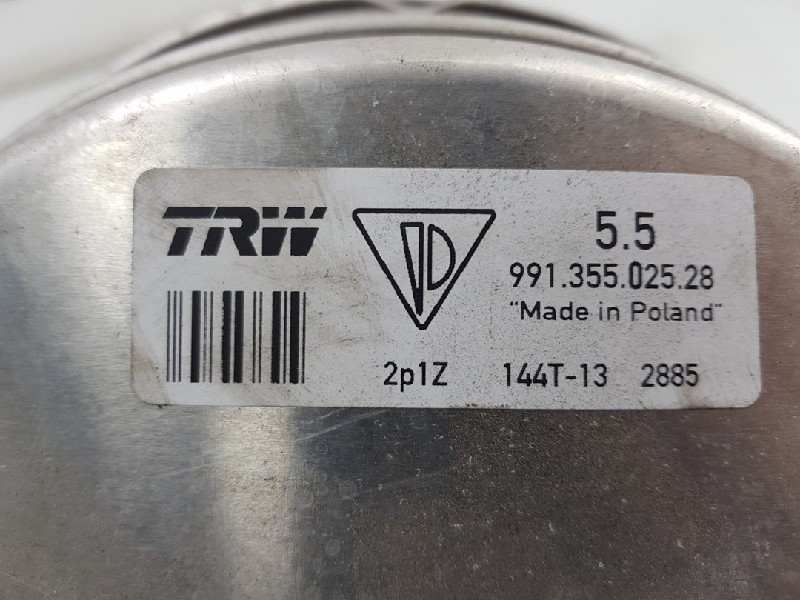 TRW
5.5
991.355.025.28
"Made in Poland"
2p1Z 144T-13 2885